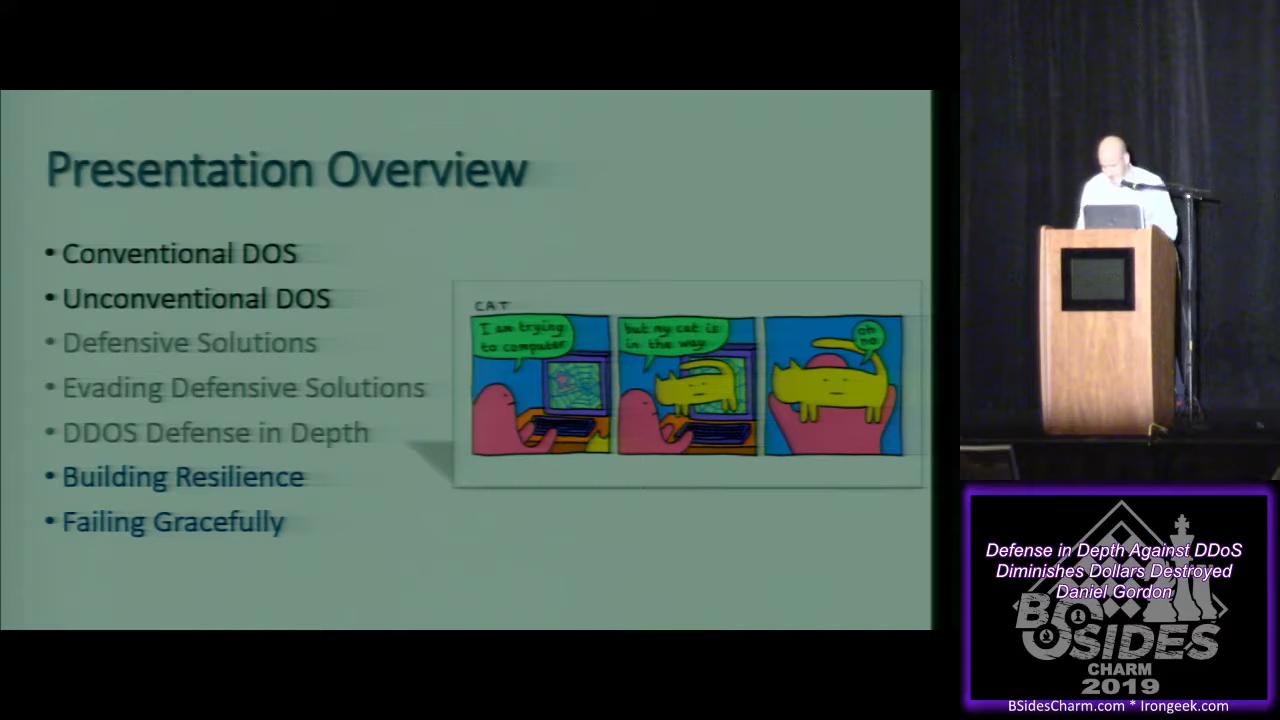 Presentation Overview
• Conventional DOS
• Unconventional DOS
• Defensive Solutions
• Evading Defensive Solutions
• DDOS Defense in Depth
• Building Resilience
• Failing Gracefully
CAT
I am trying
to computer
but my cat is
in the way
oh
no
Defense in Depth Against DDoS
Diminishes Dollars Destroyed
Daniel Gordon
BSIDES
CHARM
2019
BSidesCharm.com * Irongeek.com